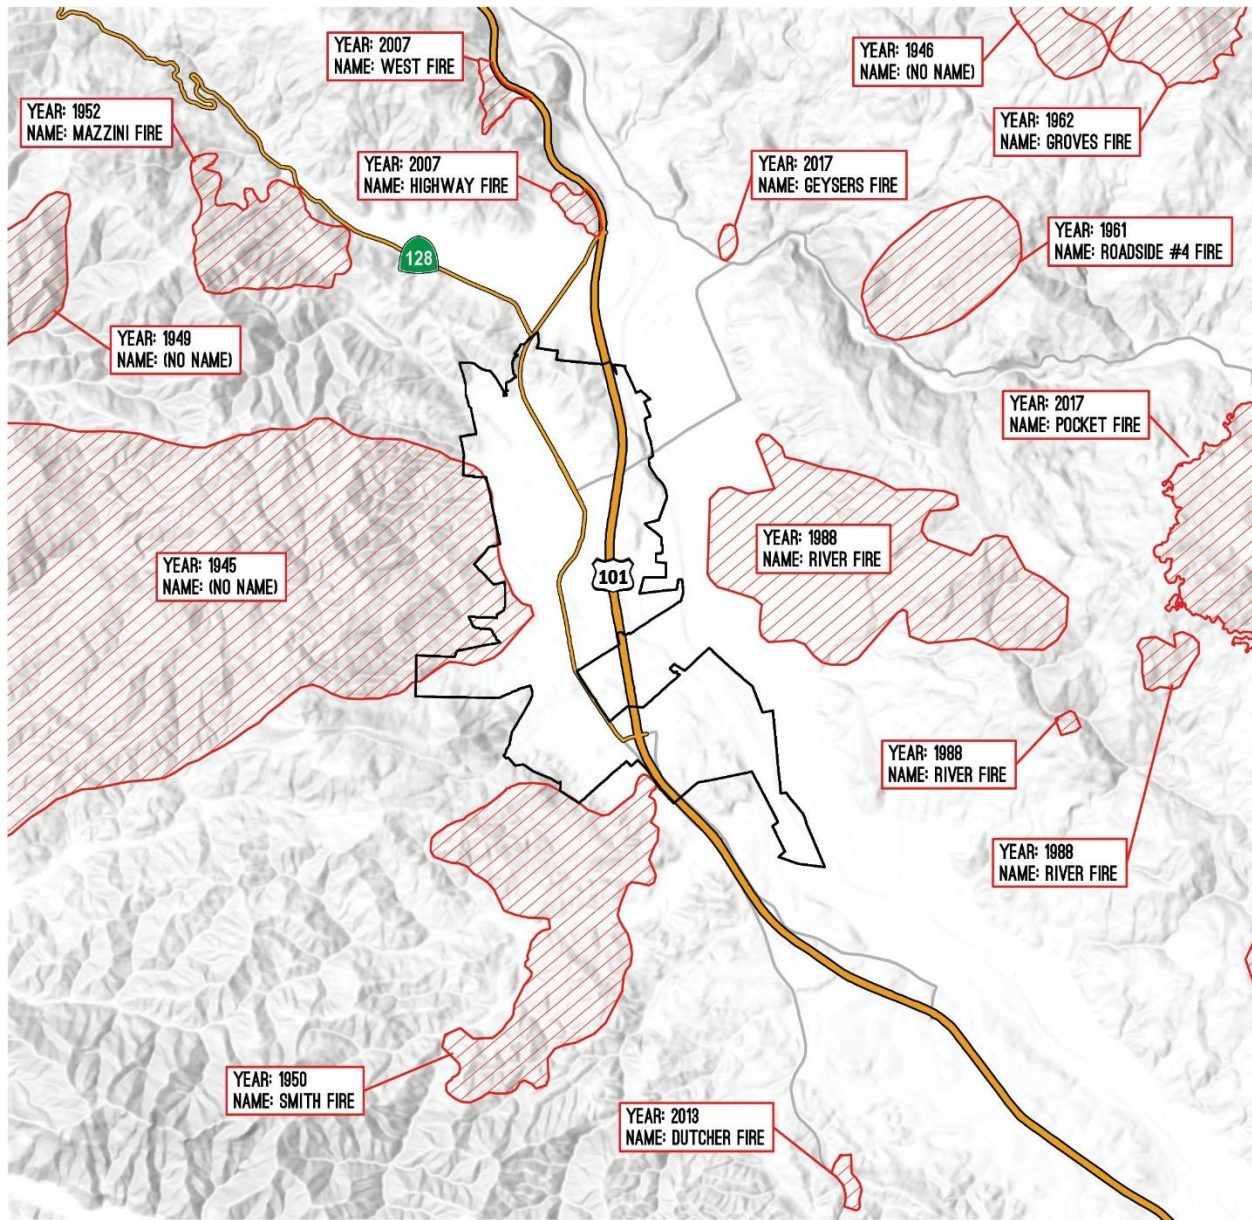 YEAR: 2007
NAME: WEST FIRE
YEAR: 1946
NAME: (NO NAME)
YEAR: 1952
NAME: MAZZINI FIRE
YEAR: 1962
NAME: GROVES FIRE
YEAR: 2007
NAME: HIGHWAY FIRE
YEAR: 2017
NAME: GEYSERS FIRE
YEAR: 1961
NAME: ROADSIDE #4 FIRE
128
YEAR: 1949
NAME: (NO NAME)
YEAR: 2017
NAME: POCKET FIRE
YEAR: 1988
NAME: RIVER FIRE
YEAR: 1945
NAME: (NO NAME)
101
YEAR: 1988
NAME: RIVER FIRE
YEAR: 1988
NAME: RIVER FIRE
YEAR: 1950
NAME: SMITH FIRE
YEAR: 2013
NAME: DUTCHER FIRE